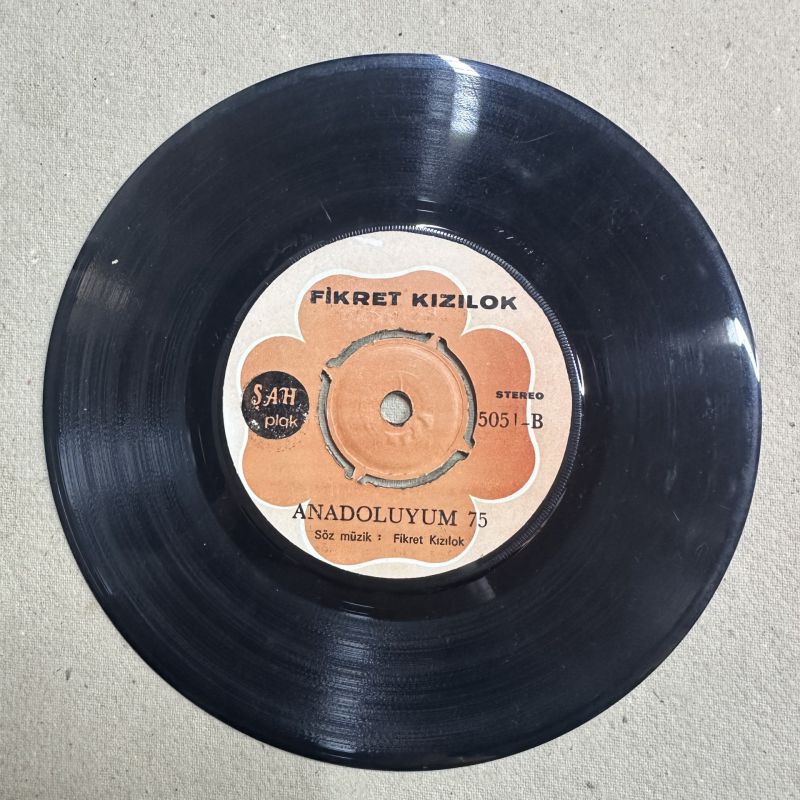 FİKRET KIZILOK
ŞAH
plak
STEREO
5051-B
ANADOLUYUM 75
Söz müzik : Fikret Kızılok